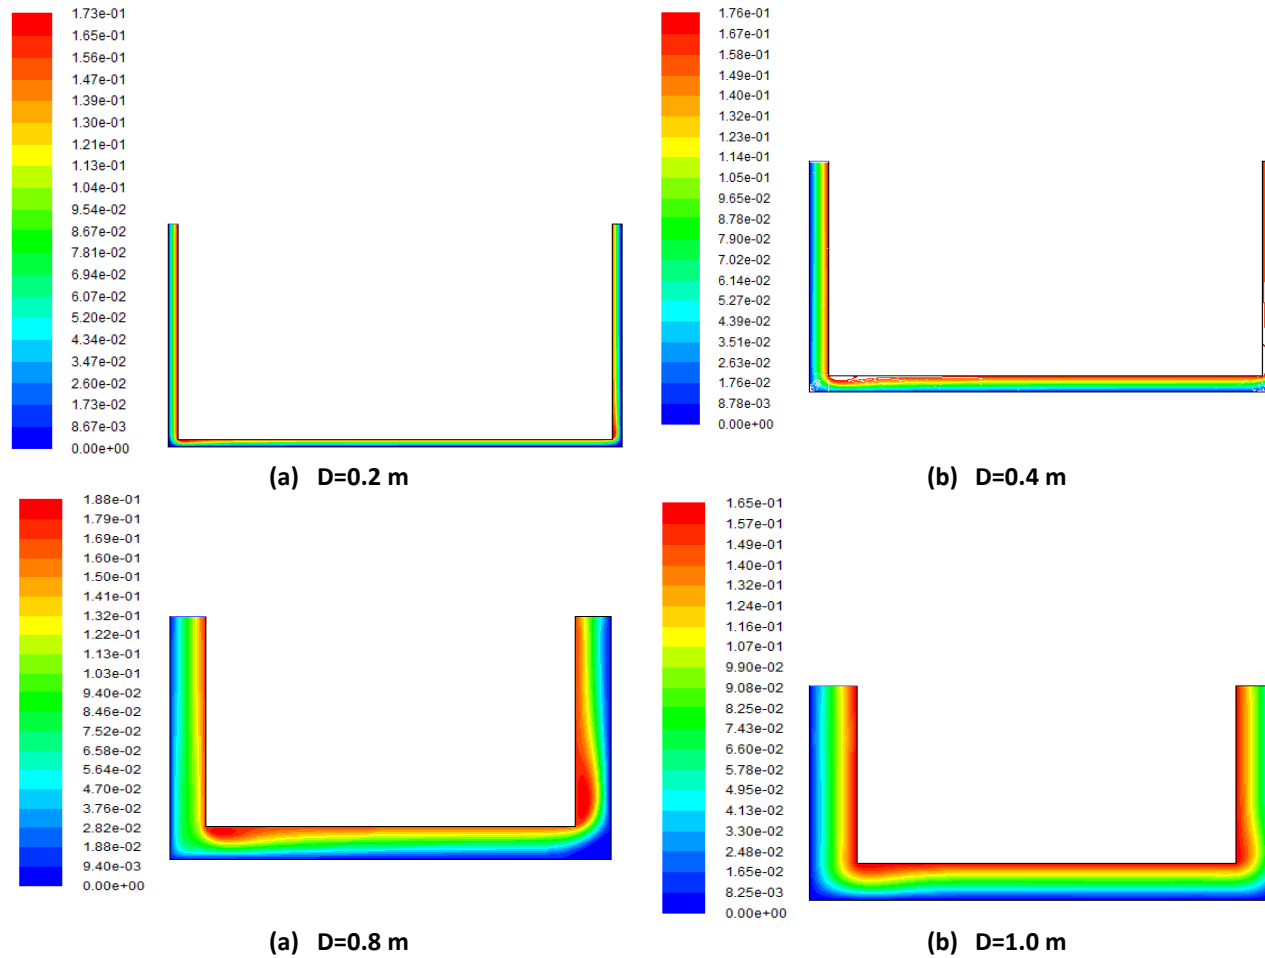 1.73e-01
1.65e-01
1.56e-01
1.47e-01
1.39e-01
1.30e-01
1.21e-01
1.13e-01
1.04e-01
9.54e-02
8.67e-02
7.81e-02
6.94e-02
6.07e-02
5.20e-02
4.34e-02
3.47e-02
2.60e-02
1.73e-02
8.67e-03
0.00e+00
(a) D=0.2 m
1.76e-01
1.67e-01
1.58e-01
1.49e-01
1.40e-01
1.32e-01
1.23e-01
1.14e-01
1.05e-01
9.65e-02
8.78e-02
7.90e-02
7.02e-02
6.14e-02
5.27e-02
4.39e-02
3.51e-02
2.63e-02
1.76e-02
8.78e-03
0.00e+00
(b) D=0.4 m
1.88e-01
1.79e-01
1.69e-01
1.60e-01
1.50e-01
1.41e-01
1.32e-01
1.22e-01
1.13e-01
1.03e-01
9.40e-02
8.46e-02
7.52e-02
6.58e-02
5.64e-02
4.70e-02
3.76e-02
2.82e-02
1.88e-02
9.40e-03
0.00e+00
(a) D=0.8 m
1.65e-01
1.57e-01
1.49e-01
1.40e-01
1.32e-01
1.24e-01
1.16e-01
1.07e-01
9.90e-02
9.08e-02
8.25e-02
7.43e-02
6.60e-02
5.78e-02
4.95e-02
4.13e-02
3.30e-02
2.48e-02
1.65e-02
8.25e-03
0.00e+00
(b) D=1.0 m